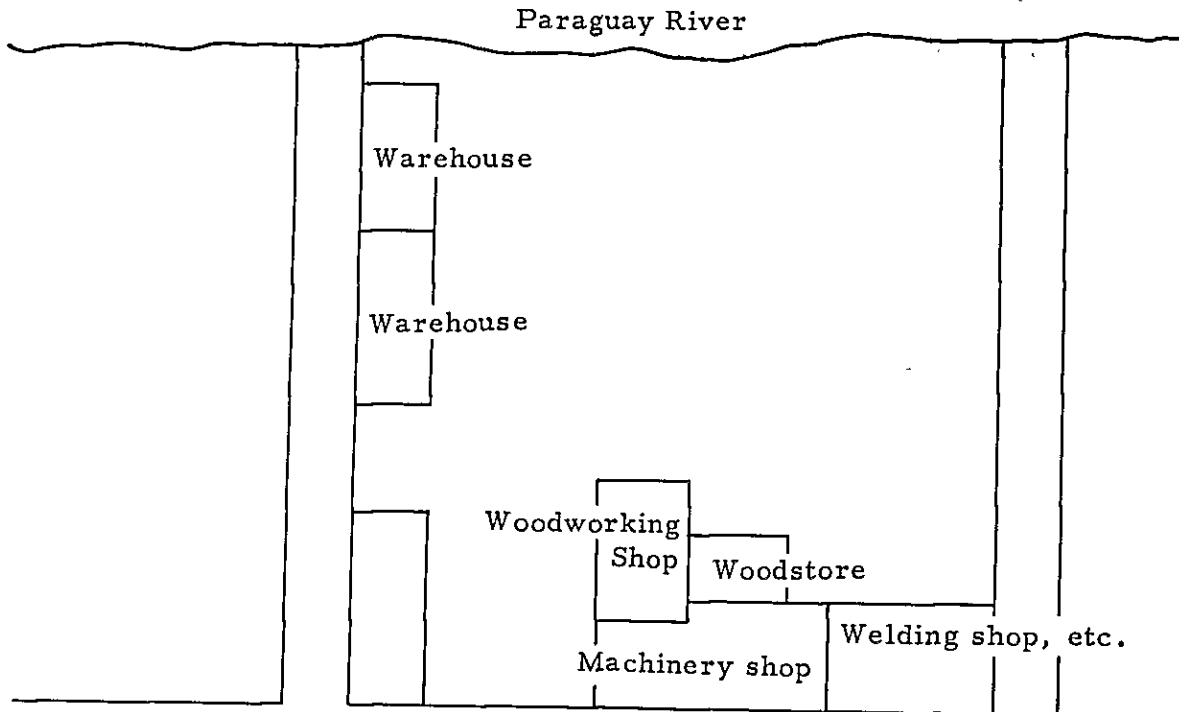 Paraguay River
Warehouse
Warehouse
Woodworking
Shop
Woodstore
Welding shop, etc.
Machinery shop